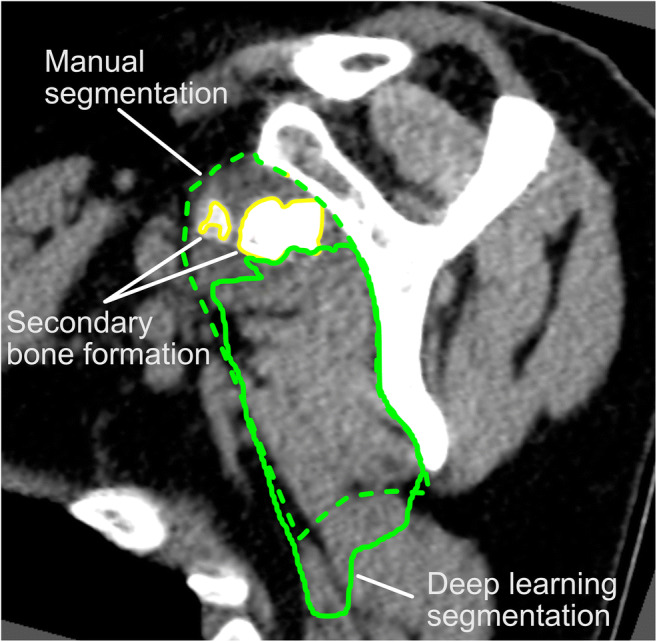 Manual
segmentation
Secondary
bone formation
Deep learning
segmentation